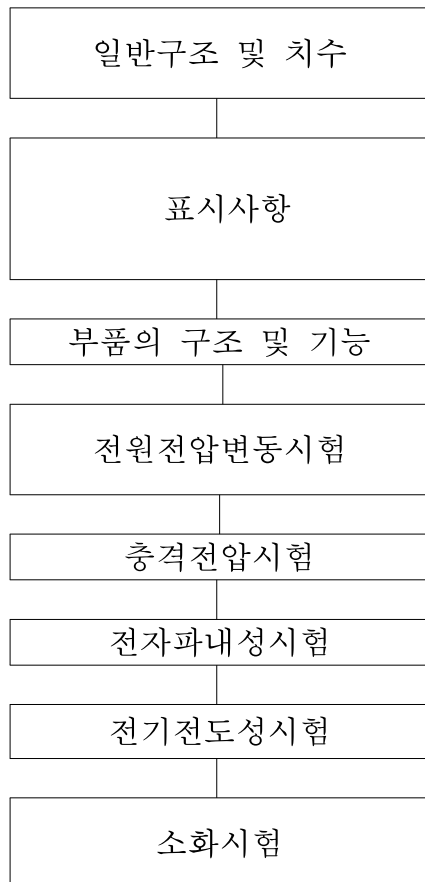 일반구조 및 치수
표시사항
부품의 구조 및 기능
전원전압변동시험
충격전압시험
전자파내성시험
전기전도성시험
소화시험